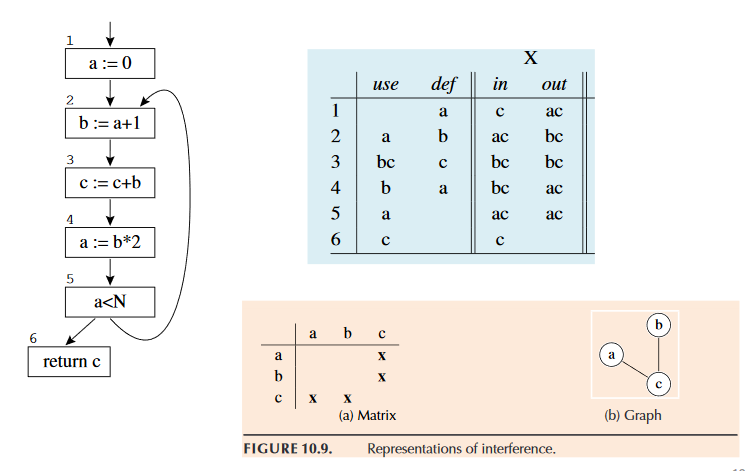 1
a := 0
2
b := a+1
3
c := c+b
4
a := b*2
5
a<N
6
return c
X
use def in out
1 a c ac
2 a b ac bc
3 bc c bc bc
4 b a bc ac
5 a ac ac
6 c c
a b c
a x
b x
c x x
(a) Matrix
a
b
c
(b) Graph
FIGURE 10.9. Representations of interference.